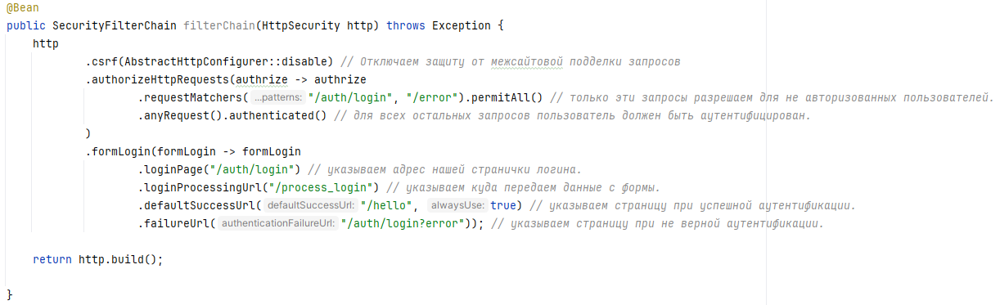 @Bean
public SecurityFilterChain filterChain(HttpSecurity http) throws Exception {
    http
            .csrf(AbstractHttpConfigurer::disable) // Отключаем защиту от межсайтовой подделки запросов
            .authorizeHttpRequests(authrize -> authrize
                    .requestMatchers( ...patterns: "/auth/login", "/error").permitAll() // только эти запросы разрешаем для не авторизованных пользователей.
                    .anyRequest().authenticated() // для всех остальных запросов пользователь должен быть аутентифицирован.
            )
            .formLogin(formLogin -> formLogin
                    .loginPage("/auth/login") // указываем адрес нашей странички логина.
                    .loginProcessingUrl("/process_login") // указываем куда передаем данные с формы.
                    .defaultSuccessUrl( defaultSuccessUrl: "/hello", alwaysUse: true) // указываем страницу при успешной аутентификации.
                    .failureUrl( authenticationFailureUrl: "/auth/login?error")); // указываем страницу при не верной аутентификации.
    return http.build();
}